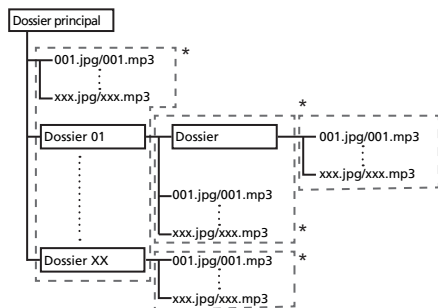 Dossier principal
001.jpg/001.mp3
*
xxx.jpg/xxx.mp3
*
Dossier 01
Dossier
001.jpg/001.mp3
xxx.jpg/xxx.mp3
001.jpg/001.mp3
xxx.jpg/xxx.mp3
*
Dossier XX
001.jpg/001.mp3
*
xxx.jpg/xxx.mp3